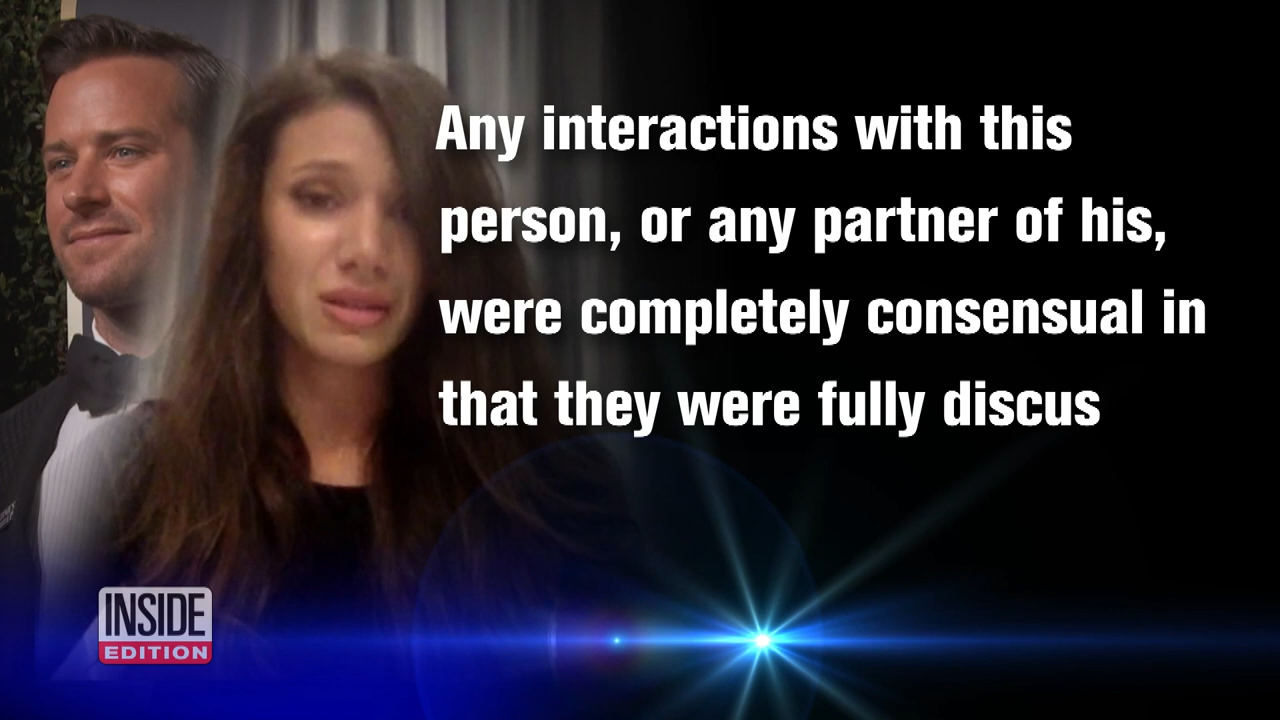 Any interactions with this
person, or any partner of his,
were completely consensual in
that they were fully discus
INSIDE
EDITION